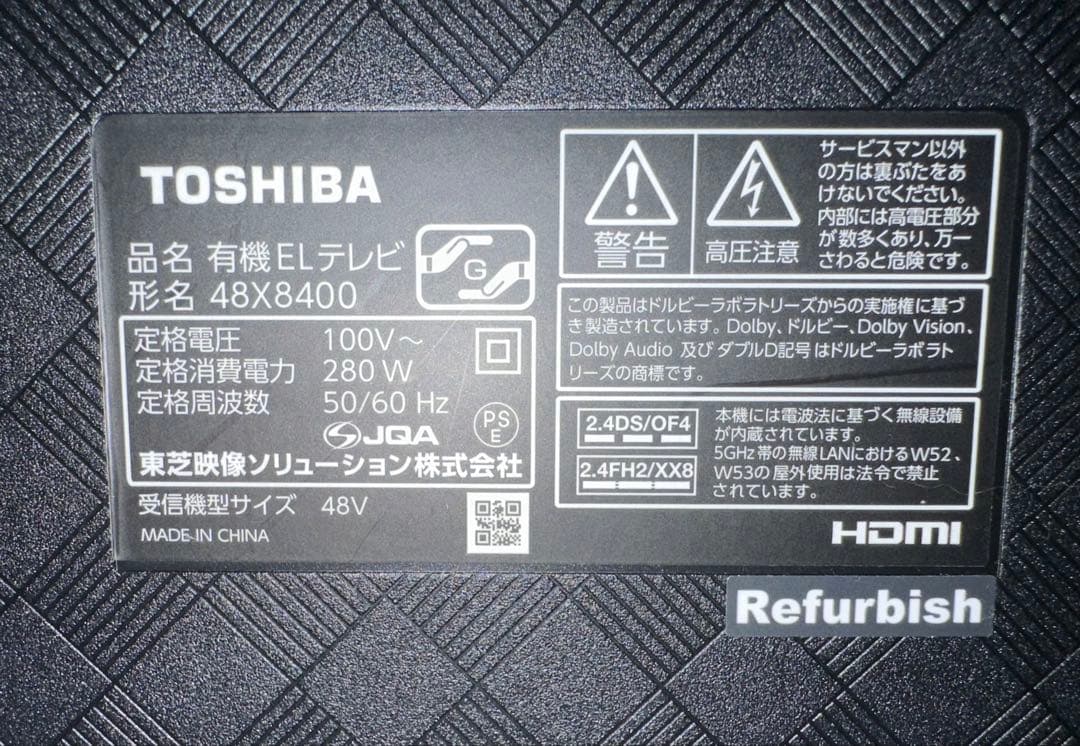 TOSHIBA
品名 有機ELテレビ
形名 48X8400
G
定格電圧 100V～
定格消費電力 280 W
定格周波数 50/60 Hz
JQA
PS
E
東芝映像ソリューション株式会社
受信機型サイズ 48V
MADE IN CHINA
警告
高圧注意
サービスマン以外
の方は裏ぶたをあ
けないでください。
内部には高電圧部分
が数多くあり、万一
さわると危険です。
この製品はドルビーラボラトリーズからの実施権に基づ
き製造されています。Dolby、ドルビー、Dolby Vision、
Dolby Audio 及び ダブルD記号 はドルビーラボラト
リーズの商標です。
2.4DS/OF4
2.4FH2/XX8
本機には電波法に基づく無線設備
が内蔵されています。
5GHz帯の無線LANにおけるW52、
W53の屋外使用は法令で禁止
されています。
HDMI
Refurbish